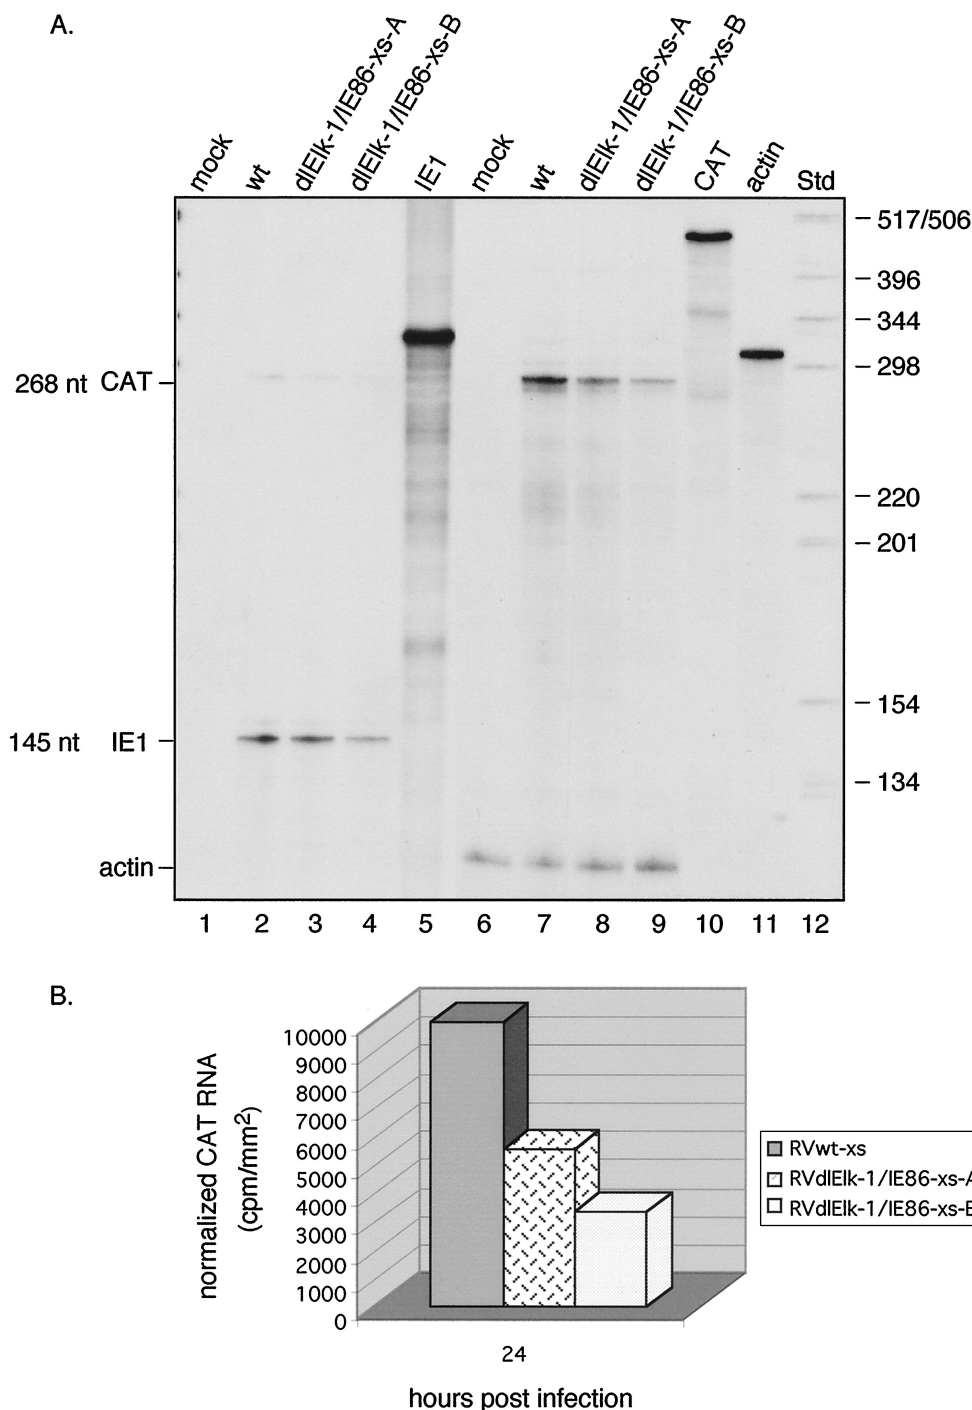 A.
mock
wt
dlElk-1/IE86-xs-A
dlElk-1/IE86-xs-B
IE1
mock
wt
dlElk-1/IE86-xs-A
dlElk-1/IE86-xs-B
CAT
actin
Std
517/506
396
344
298
268 nt CAT
220
201
154
145 nt IE1
134
actin
1 2 3 4 5 6 7 8 9 10 11 12
B.
normalized CAT RNA
(cpm/mm²)
10000
9000
8000
7000
6000
5000
4000
3000
2000
1000
0
RVwt-xs
RVdlElk-1/IE86-xs-A
RVdlElk-1/IE86-xs-B
24
hours post infection